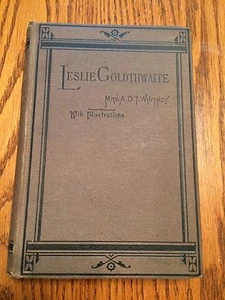 LESLIE GOLDTHWAITE
MRS. A. D. T. WHITNEY
With Illustrations